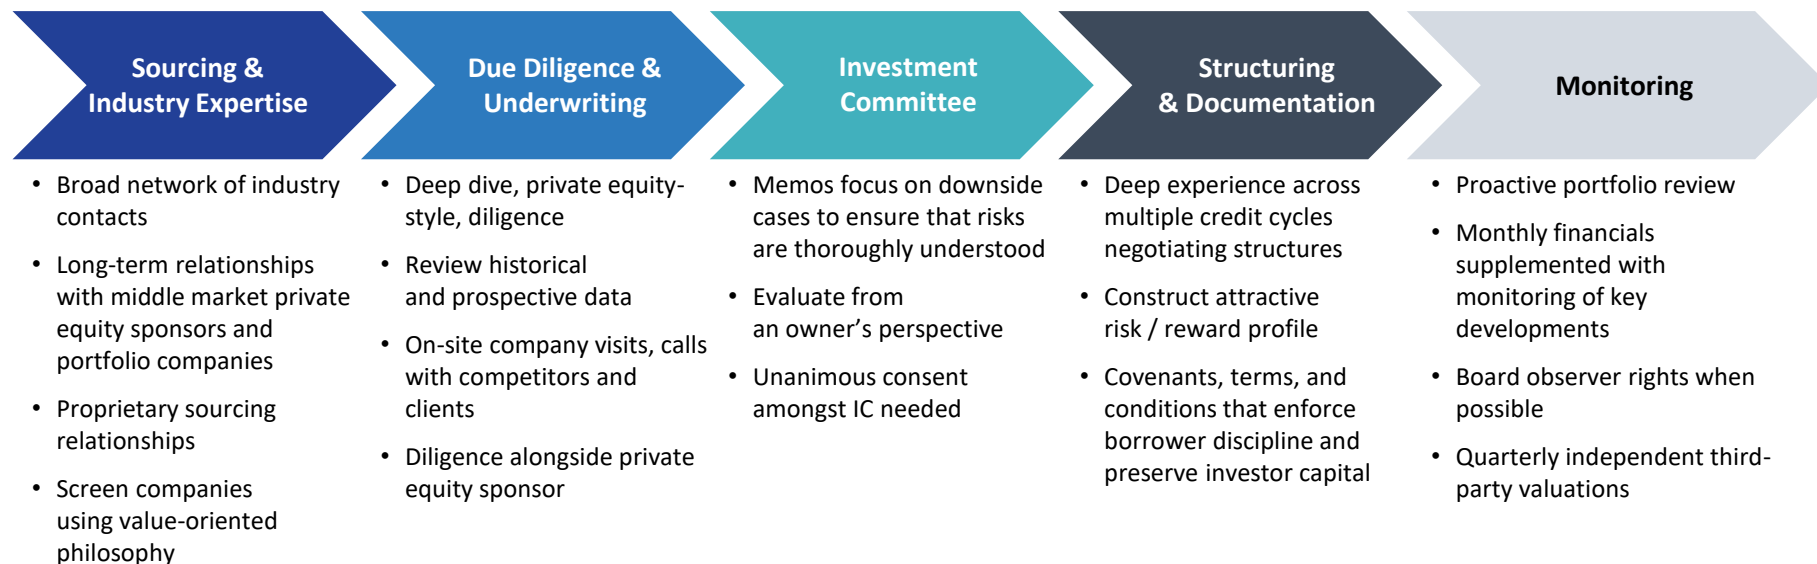 Sourcing &
Industry Expertise
• Broad network of industry
contacts
• Long-term relationships
with middle market private
equity sponsors and
portfolio companies
• Proprietary sourcing
relationships
• Screen companies
using value-oriented
philosophy
Due Diligence &
Underwriting
• Deep dive, private equity-
style, diligence
• Review historical
and prospective data
• On-site company visits, calls
with competitors and
clients
• Diligence alongside private
equity sponsor
Investment
Committee
• Memos focus on downside
cases to ensure that risks
are thoroughly understood
• Evaluate from
an owner’s perspective
• Unanimous consent
amongst IC needed
Structuring
& Documentation
• Deep experience across
multiple credit cycles
negotiating structures
• Construct attractive
risk / reward profile
• Covenants, terms, and
conditions that enforce
borrower discipline and
preserve investor capital
Monitoring
• Proactive portfolio review
• Monthly financials
supplemented with
monitoring of key
developments
• Board observer rights when
possible
• Quarterly independent third-
party valuations